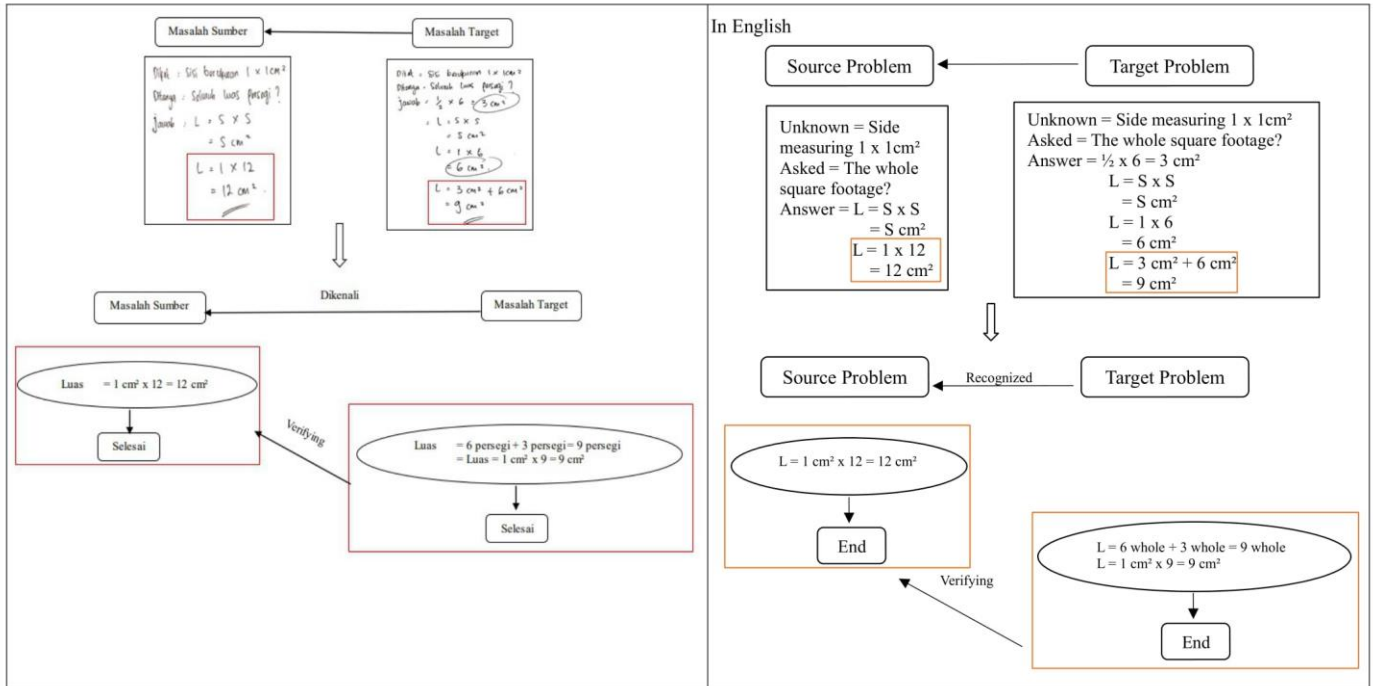 Masalah Sumber
Masalah Target
Diket : Sisi berukuran 1 x 1 cm²
Ditanya : Seluruh luas persegi ?
jawab : L = S x S
= S cm²
L = 1 x 12
= 12 cm²
Diket : Sisi berukuran 1 x 1cm²
Ditanya = Seluruh luas persegi ?
jawab = ½ x 6 = 3 cm²
L = S x S
= S cm²
L = 1 x 6
= 6 cm²
L = 3 cm² + 6 cm²
= 9 cm²
Masalah Sumber
Dikenali
Masalah Target
Luas = 1 cm² x 12 = 12 cm²
Selesai
Verifying
Luas = 6 persegi + 3 persegi = 9 persegi
= Luas = 1 cm² x 9 = 9 cm²
Selesai
In English
Source Problem
Target Problem
Unknown = Side
measuring 1 x 1cm²
Asked = The whole
square footage?
Answer = L = S x S
= S cm²
L = 1 x 12
= 12 cm²
Unknown = Side measuring 1 x 1cm²
Asked = The whole square footage?
Answer = ½ x 6 = 3 cm²
L = S x S
= S cm²
L = 1 x 6
= 6 cm²
L = 3 cm² + 6 cm²
= 9 cm²
Source Problem
Recognized
Target Problem
L = 1 cm² x 12 = 12 cm²
End
Verifying
L = 6 whole + 3 whole = 9 whole
L = 1 cm² x 9 = 9 cm²
End